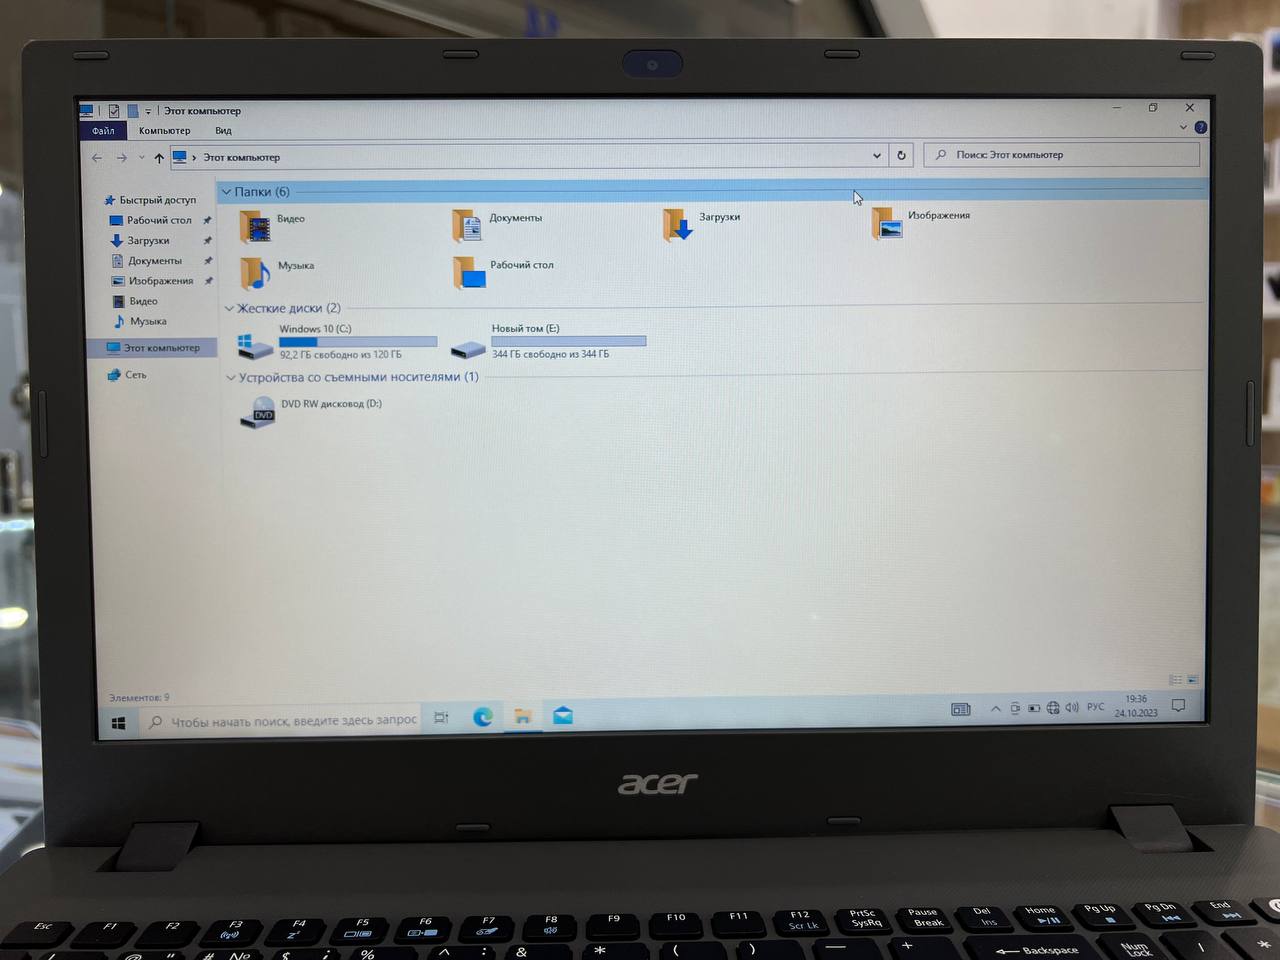 Этот компьютер
Файл Компьютер Вид
Этот компьютер
Поиск: Этот компьютер
Быстрый доступ
Рабочий стол
Загрузки
Документы
Изображения
Видео
Музыка
Этот компьютер
Сеть
Папки (6)
Видео Документы Загрузки Изображения
Музыка Рабочий стол
Жесткие диски (2)
Windows 10 (C:) Новый том (E:)
92,2 ГБ свободно из 120 ГБ 344 ГБ свободно из 344 ГБ
Устройства со съемными носителями (1)
DVD RW дисковод (D:)
DVD
Элементов: 9
Чтобы начать поиск, введите здесь запрос
РУС
19:36
24.10.2023
acer
Esc F1 F2 F3 F4 F5 F6 F7 F8 F9 F10 F11 F12 PrtSc Pause Del Home Pg Up Pg Dn End
Scr Lk SysRq Break Ins
" # № $ ; % ^ : & * ( ) — + Backspace Num Lock *